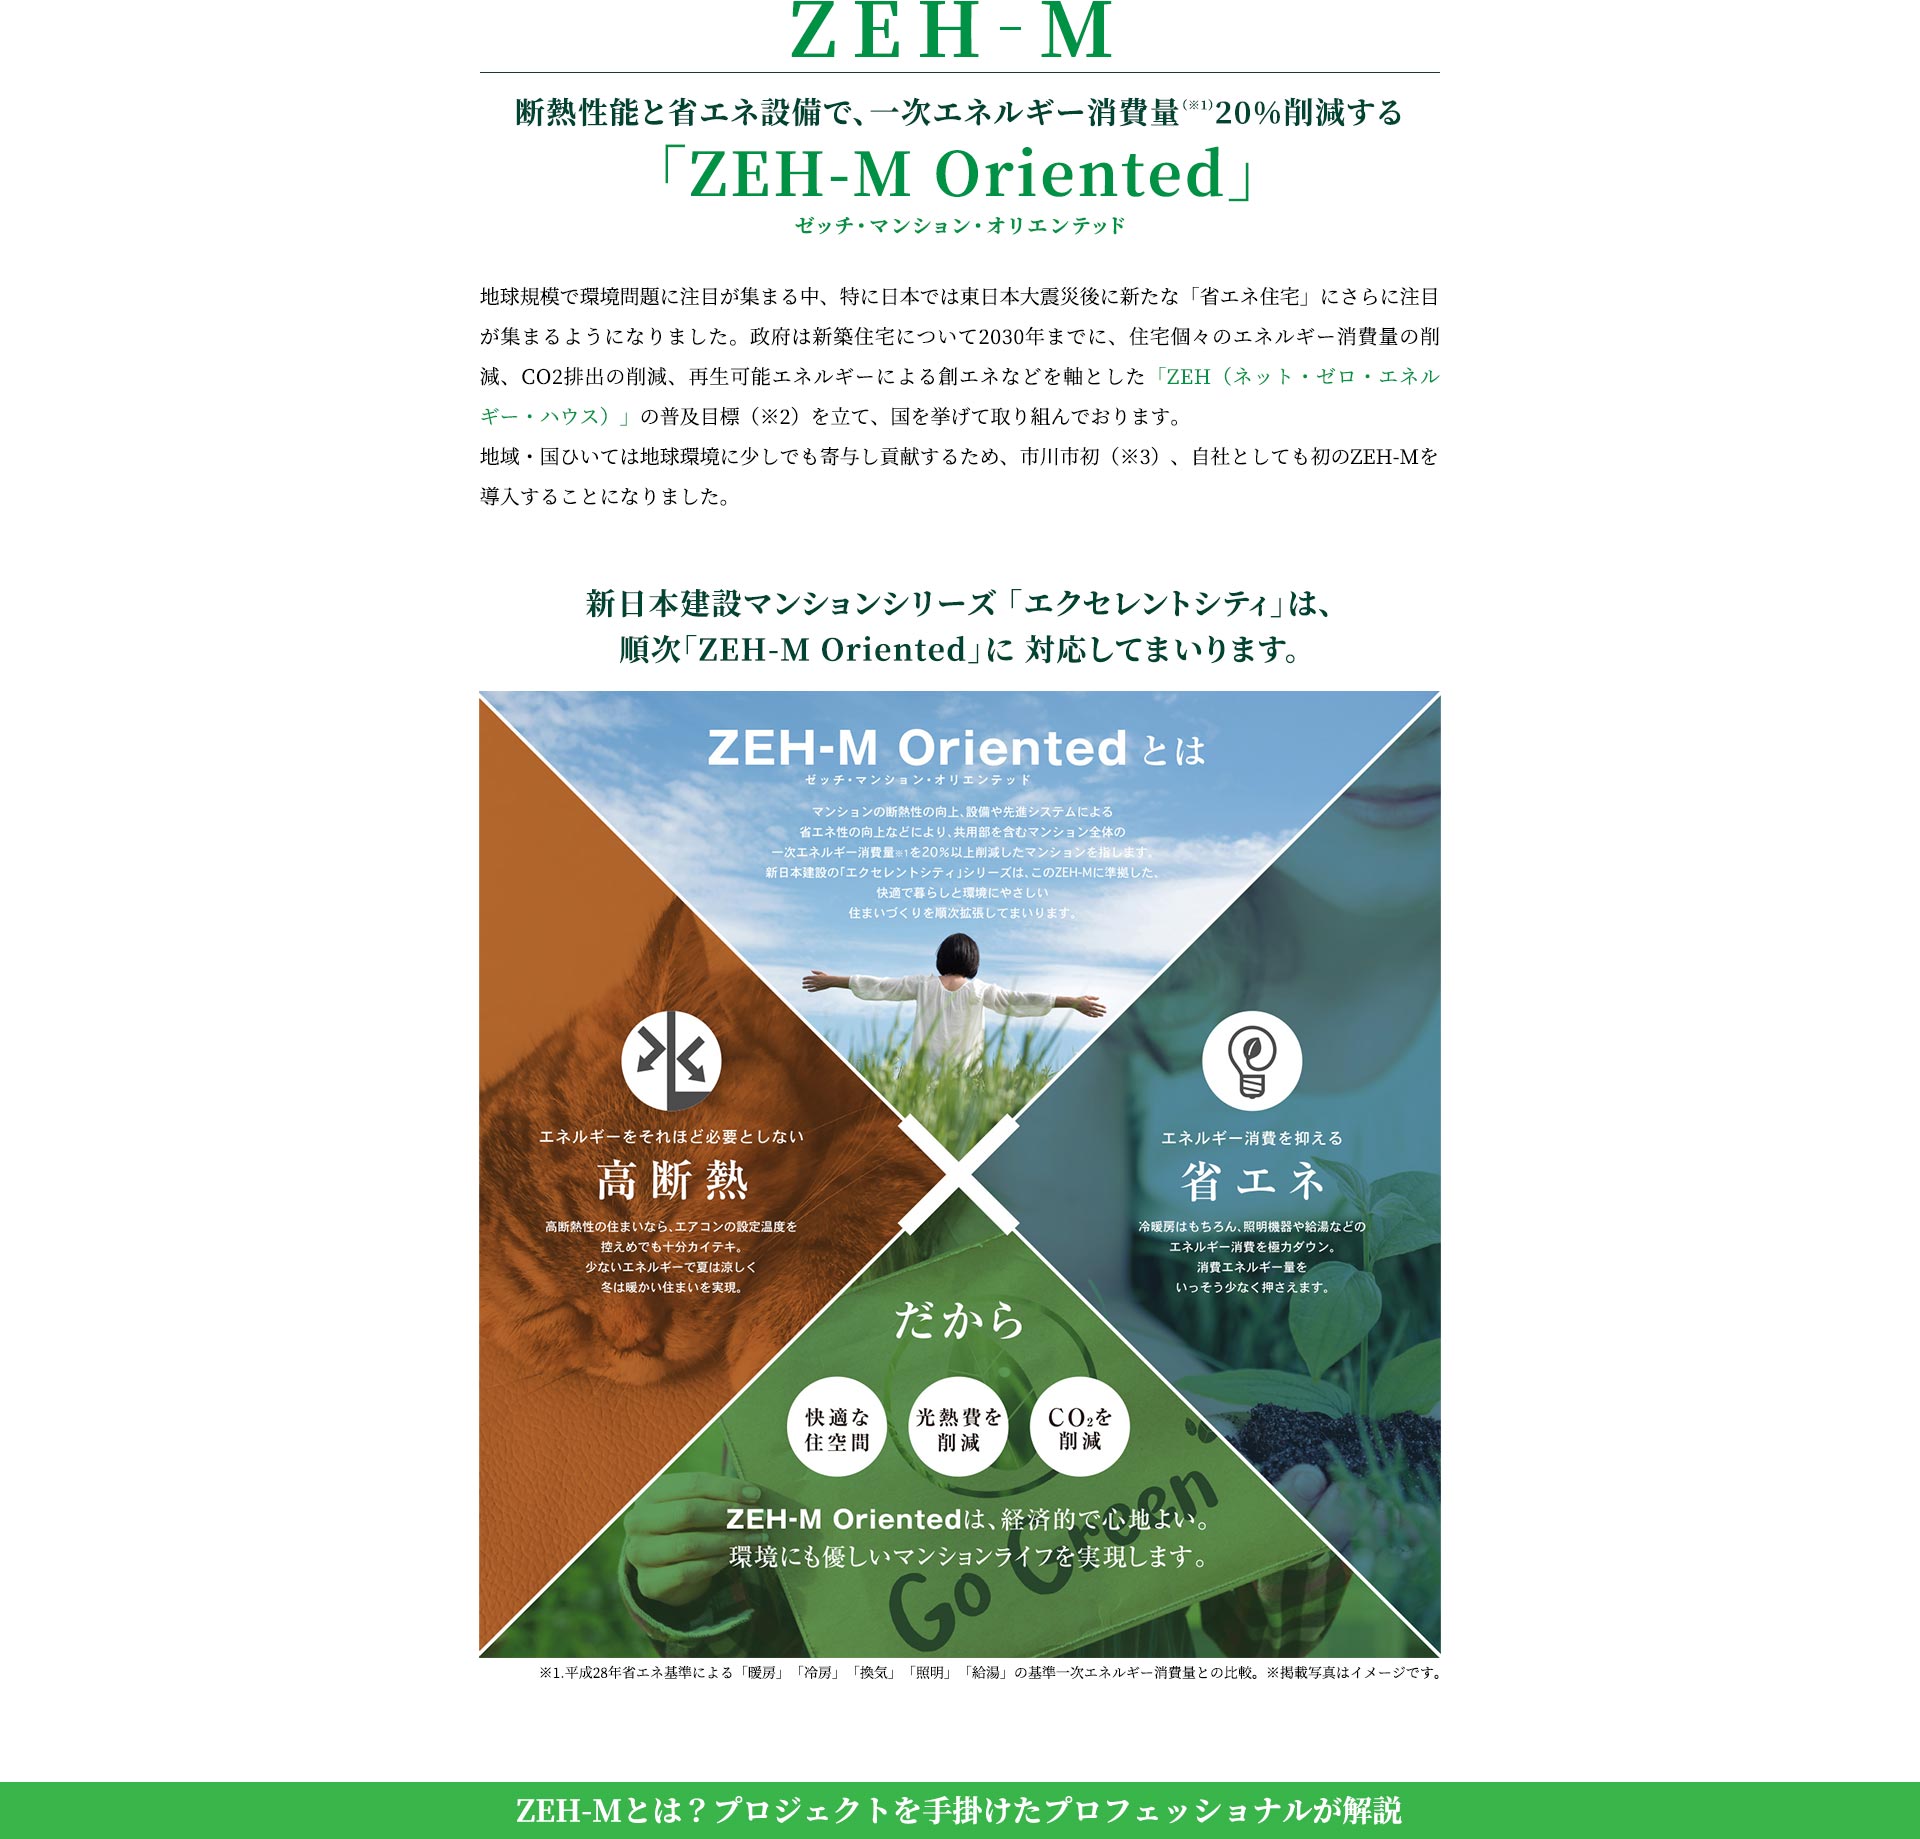 ZEH-M
断熱性能と省エネ設備で、一次エネルギー消費量(※1)20%削減する
「ZEH-M Oriented」
ゼッチ・マンション・オリエンテッド
地球規模で環境問題に注目が集まる中、特に日本では東日本大震災後に新たな「省エネ住宅」にさらに注目
が集まるようになりました。政府は新築住宅について2030年までに、住宅個々のエネルギー消費量の削
減、CO2排出の削減、再生可能エネルギーによる創エネなどを軸とした「ZEH（ネット・ゼロ・エネル
ギー・ハウス）」の普及目標（※2）を立て、国を挙げて取り組んでおります。
地域・国ひいては地球環境に少しでも寄与し貢献するため、市川市初（※3）、自社としても初のZEH-Mを
導入することになりました。
新日本建設マンションシリーズ「エクセレントシティ」は、
順次「ZEH-M Oriented」に 対応してまいります。
ZEH-M Orientedとは
ゼッチ・マンション・オリエンテッド
マンションの断熱性の向上、設備や先進システムによる
省エネ性の向上などにより、共用部を含むマンション全体の
一次エネルギー消費量※1を20%以上削減したマンションを指します。
新日本建設の「エクセレントシティ」シリーズは、このZEH-Mに準拠した、
快適で暮らしと環境にやさしい
住まいづくりを順次拡張してまいります。
エネルギーをそれほど必要としない
高断熱
高断熱性の住まいなら、エアコンの設定温度を
控えめでも十分カイテキ。
少ないエネルギーで夏は涼しく
冬は暖かい住まいを実現。
エネルギー消費を抑える
省エネ
冷暖房はもちろん、照明機器や給湯などの
エネルギー消費を極力ダウン。
消費エネルギー量を
いっそう少なく押さえます。
だから
快適な
住空間
光熱費を
削減
CO₂を
削減
ZEH-M Orientedは、経済的で心地よい。
環境にも優しいマンションライフを実現します。
Go Green
※1.平成28年省エネ基準による「暖房」「冷房」「換気」「照明」「給湯」の基準一次エネルギー消費量との比較。※掲載写真はイメージです。
ZEH-Mとは？プロジェクトを手掛けたプロフェッショナルが解説